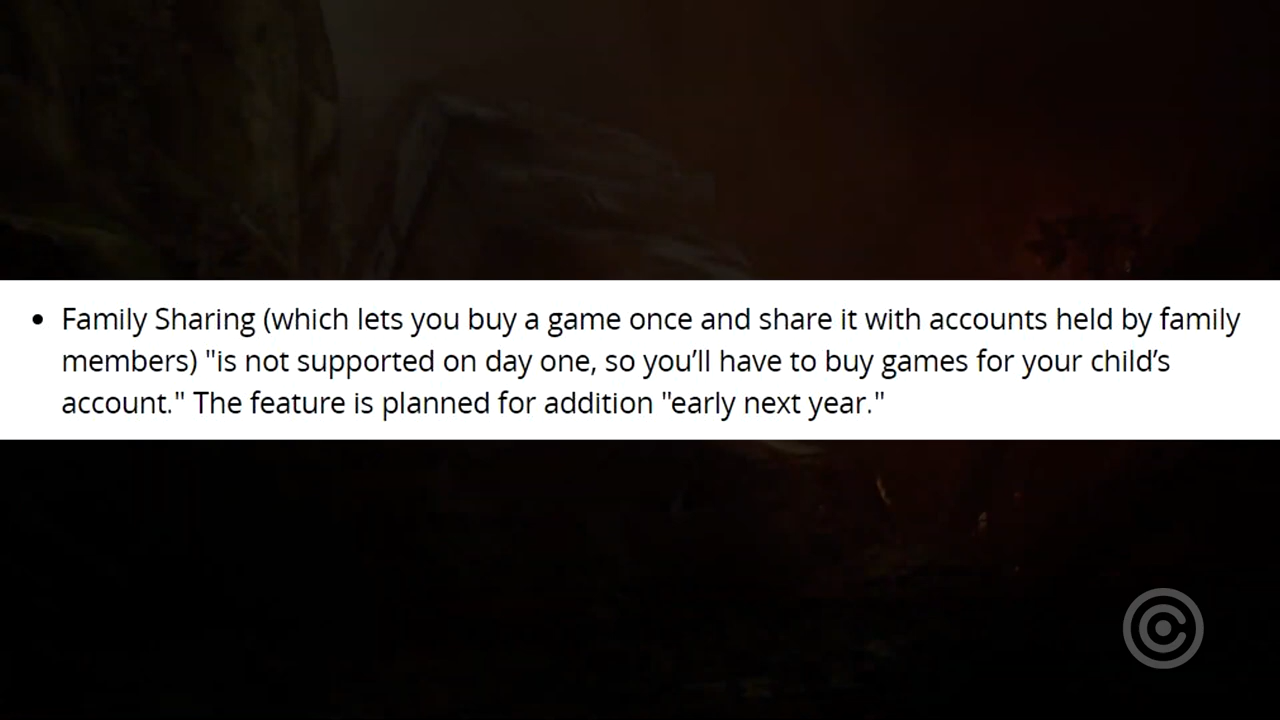 • Family Sharing (which lets you buy a game once and share it with accounts held by family
members) "is not supported on day one, so you’ll have to buy games for your child’s
account." The feature is planned for addition "early next year."